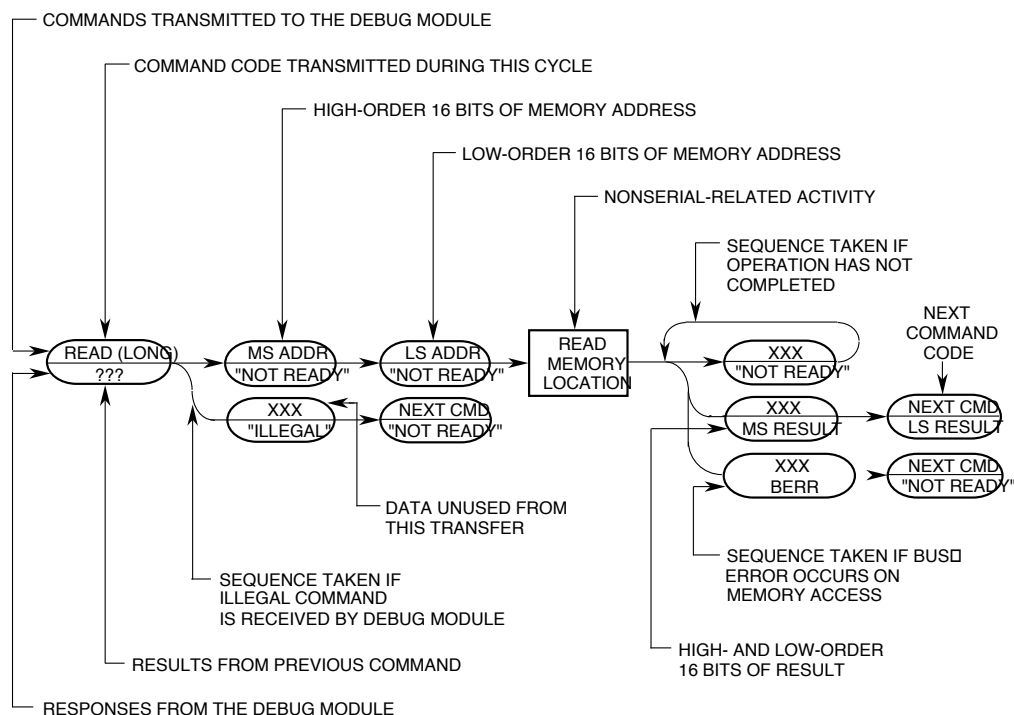 COMMANDS TRANSMITTED TO THE DEBUG MODULE
COMMAND CODE TRANSMITTED DURING THIS CYCLE
HIGH-ORDER 16 BITS OF MEMORY ADDRESS
LOW-ORDER 16 BITS OF MEMORY ADDRESS
NONSERIAL-RELATED ACTIVITY
SEQUENCE TAKEN IF
OPERATION HAS NOT
COMPLETED
NEXT
COMMAND
CODE
READ (LONG)
???
MS ADDR
"NOT READY"
LS ADDR
"NOT READY"
READ
MEMORY
LOCATION
XXX
"NOT READY"
XXX
"ILLEGAL"
NEXT CMD
"NOT READY"
XXX
MS RESULT
NEXT CMD
LS RESULT
XXX
BERR
NEXT CMD
"NOT READY"
DATA UNUSED FROM
THIS TRANSFER
SEQUENCE TAKEN IF BUS□
ERROR OCCURS ON
MEMORY ACCESS
SEQUENCE TAKEN IF
ILLEGAL COMMAND
IS RECEIVED BY DEBUG MODULE
HIGH- AND LOW-ORDER
16 BITS OF RESULT
RESULTS FROM PREVIOUS COMMAND
RESPONSES FROM THE DEBUG MODULE